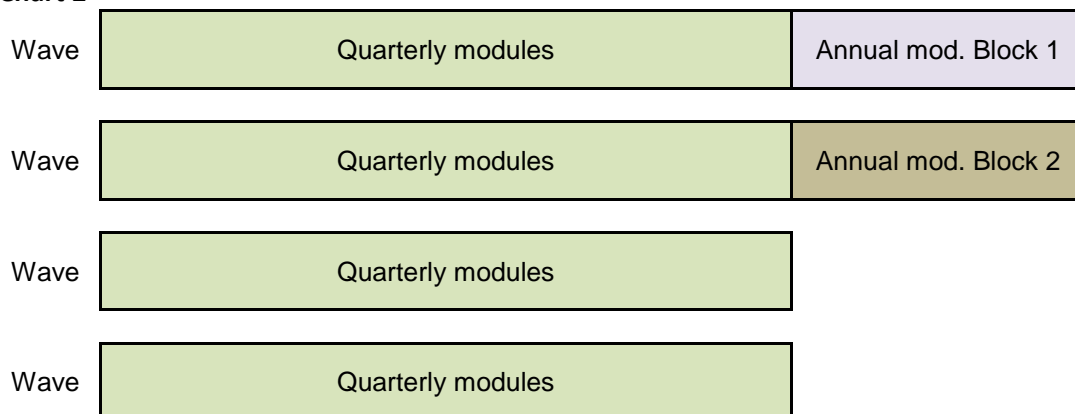 Wave Quarterly modules Annual mod. Block 1
Wave Quarterly modules Annual mod. Block 2
Wave Quarterly modules
Wave Quarterly modules